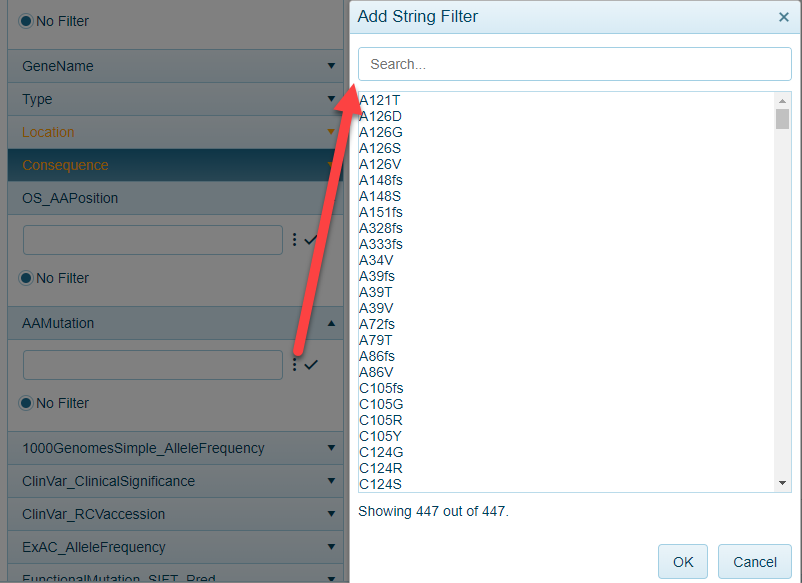 No Filter
GeneName
Type
Location
Consequence
OS_AAPosition
No Filter
AAMutation
No Filter
1000GenomesSimple_AlleleFrequency
ClinVar_ClinicalSignificance
ClinVar_RCVaccession
ExAC_AlleleFrequency
FunctionalMutation_SIFT_Pred
Add String Filter
Search...
A121T
A126D
A126G
A126S
A126V
A148fs
A148S
A151fs
A328fs
A333fs
A34V
A39fs
A39T
A39V
A72fs
A79T
A86fs
A86V
C105fs
C105G
C105R
C105Y
C124G
C124R
C124S
Showing 447 out of 447.
OK Cancel